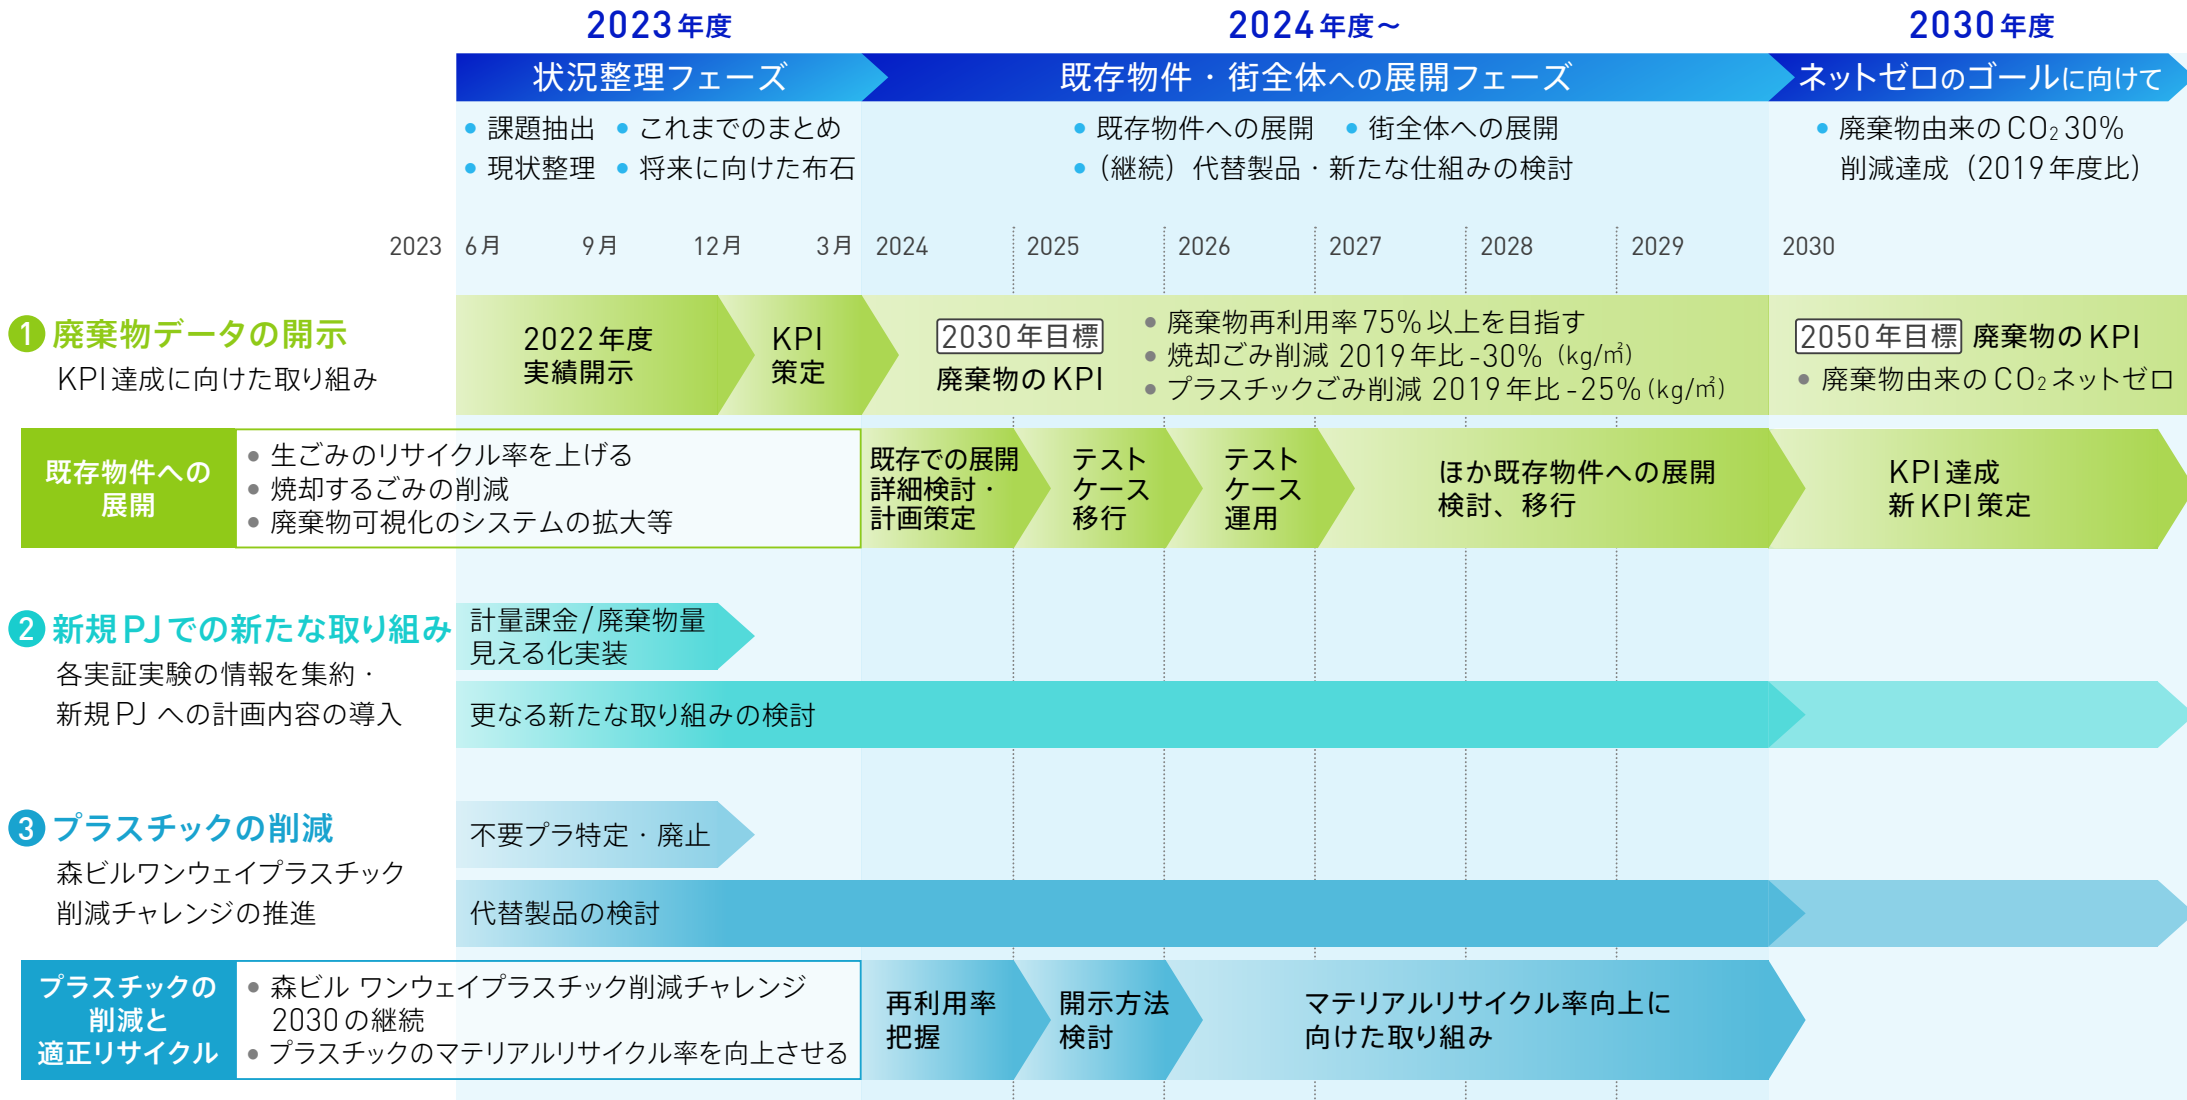 2023年度
2024年度～
2030年度
状況整理フェーズ
既存物件・街全体への展開フェーズ
ネットゼロのゴールに向けて
● 課題抽出 ● これまでのまとめ
● 現状整理 ● 将来に向けた布石
● 既存物件への展開 ● 街全体への展開
● (継続) 代替製品・新たな仕組みの検討
● 廃棄物由来のCO₂30%
削減達成 (2019年度比)
2023 6月 9月 12月 3月 2024 2025 2026 2027 2028 2029 2030
❶ 廃棄物データの開示
KPI達成に向けた取り組み
2022年度
実績開示
KPI
策定
2030年目標
廃棄物のKPI
● 廃棄物再利用率75%以上を目指す
● 焼却ごみ削減 2019年比-30% (kg/㎡)
● プラスチックごみ削減 2019年比-25%(kg/㎡)
2050年目標 廃棄物のKPI
● 廃棄物由来のCO₂ネットゼロ
既存物件への
展開
● 生ごみのリサイクル率を上げる
● 焼却するごみの削減
● 廃棄物可視化のシステムの拡大等
既存での展開
詳細検討・
計画策定
テスト
ケース
移行
テスト
ケース
運用
ほか既存物件への展開
検討、移行
KPI達成
新KPI策定
❷ 新規PJでの新たな取り組み
各実証実験の情報を集約・
新規PJ への計画内容の導入
計量課金/廃棄物量
見える化実装
更なる新たな取り組みの検討
❸ プラスチックの削減
森ビルワンウェイプラスチック
削減チャレンジの推進
不要プラ特定・廃止
代替製品の検討
プラスチックの
削減と
適正リサイクル
● 森ビル ワンウェイプラスチック削減チャレンジ
2030の継続
● プラスチックのマテリアルリサイクル率を向上させる
再利用率
把握
開示方法
検討
マテリアルリサイクル率向上に
向けた取り組み